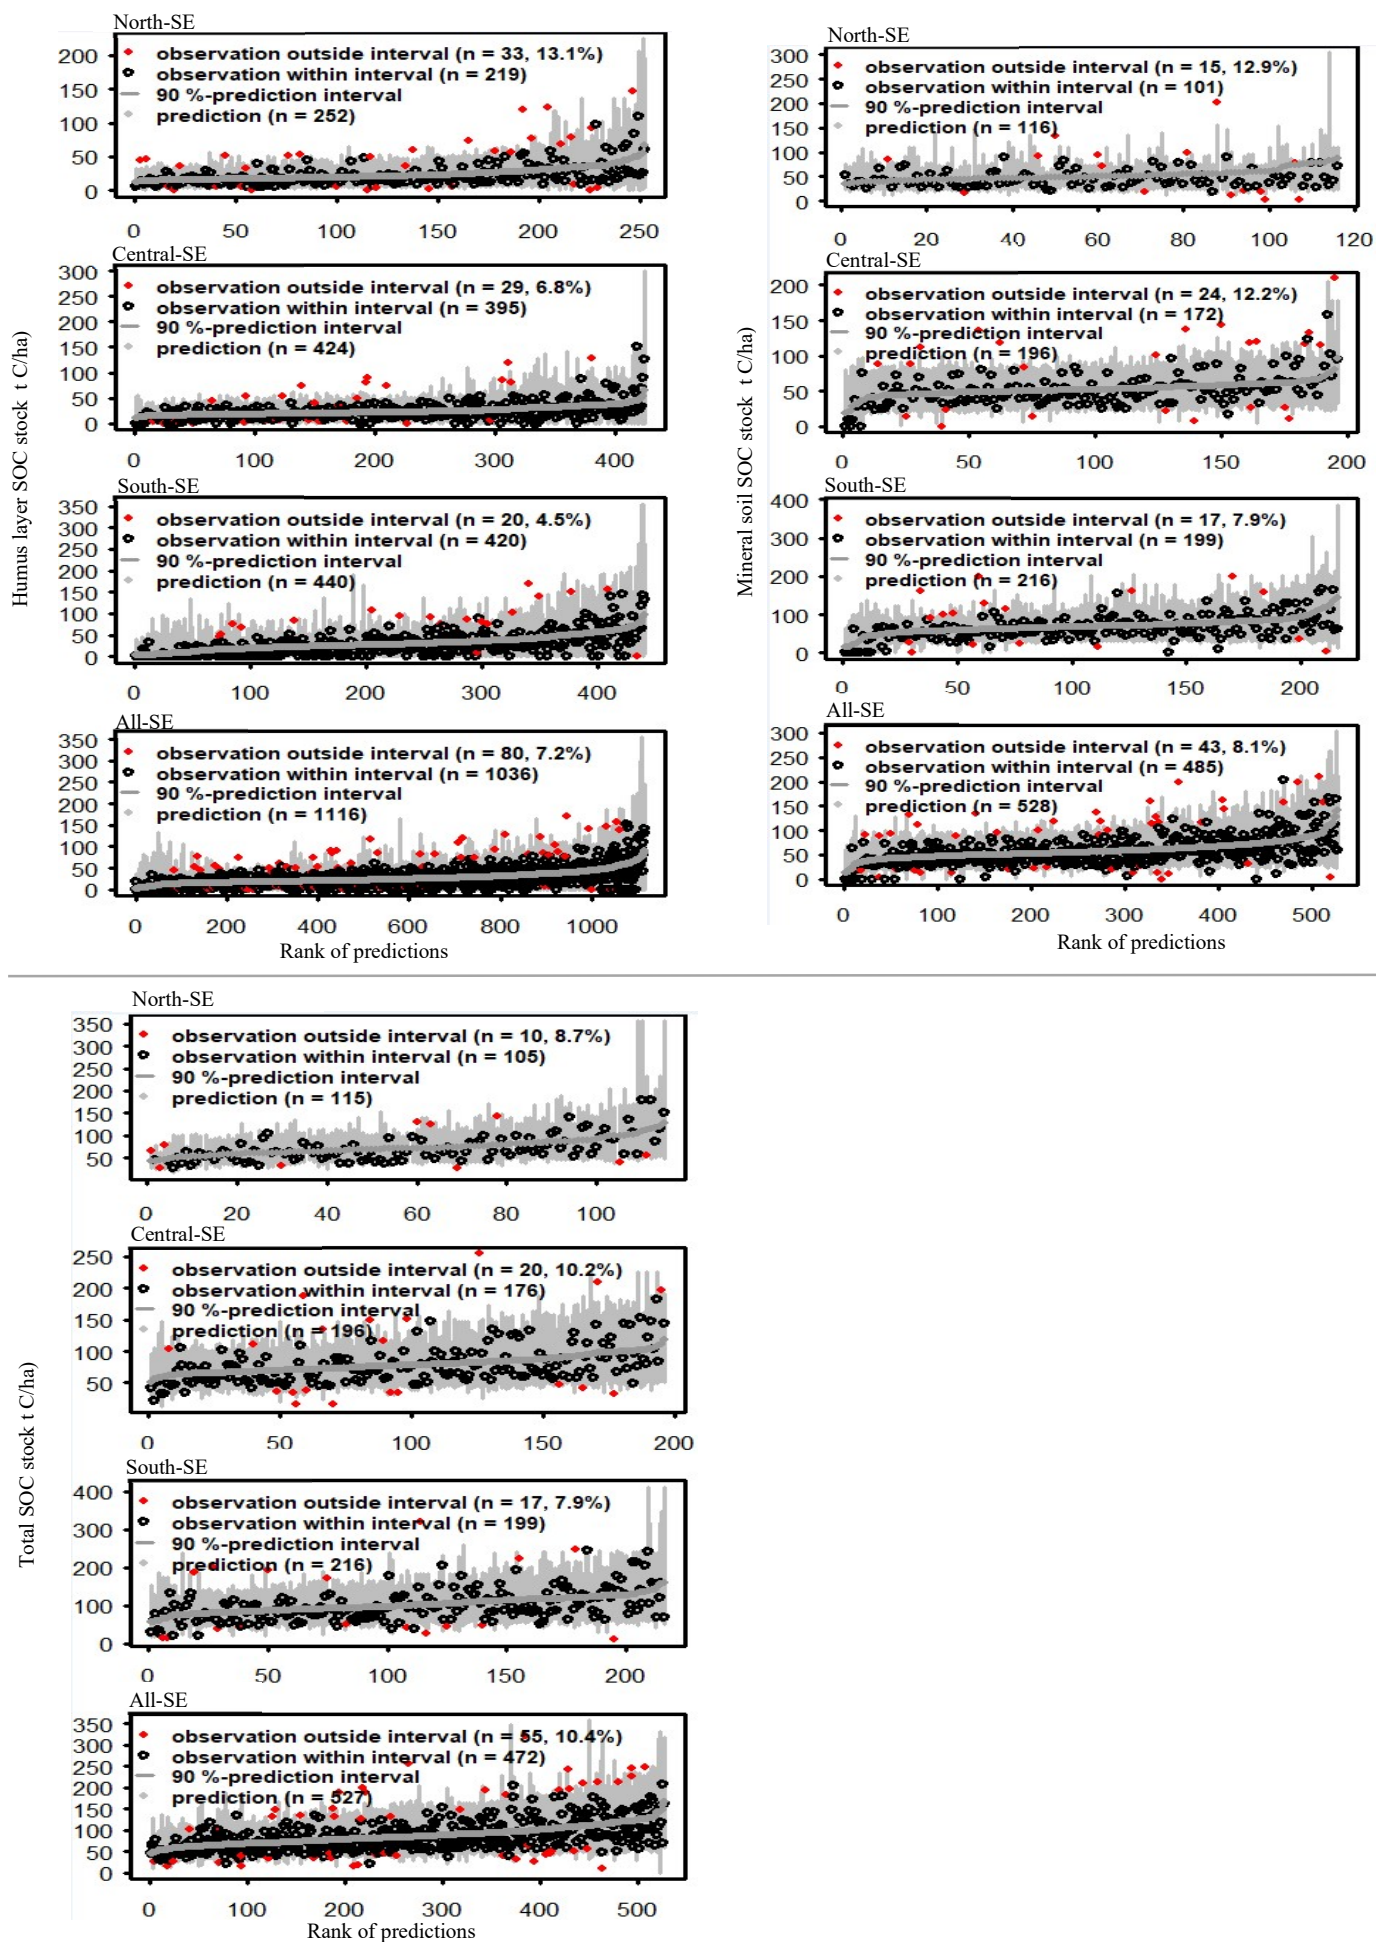 North-SE
200
150
100
50
0
observation outside interval (n = 33, 13.1%)
observation within interval (n = 219)
90 %-prediction interval
prediction (n = 252)
0 50 100 150 200 250
Central-SE
300
250
200
150
100
50
0
observation outside interval (n = 29, 6.8%)
observation within interval (n = 395)
90 %-prediction interval
prediction (n = 424)
0 100 200 300 400
South-SE
350
300
250
200
150
100
50
0
observation outside interval (n = 20, 4.5%)
observation within interval (n = 420)
90 %-prediction interval
prediction (n = 440)
0 100 200 300 400
All-SE
350
300
250
200
150
100
50
0
observation outside interval (n = 80, 7.2%)
observation within interval (n = 1036)
90 %-prediction interval
prediction (n = 1116)
0 200 400 600 800 1000
Rank of predictions
Humus layer SOC stock t C/ha)
North-SE
300
250
200
150
100
50
0
observation outside interval (n = 15, 12.9%)
observation within interval (n = 101)
90 %-prediction interval
prediction (n = 116)
0 20 40 60 80 100 120
Central-SE
200
150
100
50
0
observation outside interval (n = 24, 12.2%)
observation within interval (n = 172)
90 %-prediction interval
prediction (n = 196)
0 50 100 150 200
South-SE
400
300
200
100
0
observation outside interval (n = 17, 7.9%)
observation within interval (n = 199)
90 %-prediction interval
prediction (n = 216)
0 50 100 150 200
All-SE
300
250
200
150
100
50
0
observation outside interval (n = 43, 8.1%)
observation within interval (n = 485)
90 %-prediction interval
prediction (n = 528)
0 100 200 300 400 500
Rank of predictions
Mineral soil SOC stock t C/ha)
North-SE
350
300
250
200
150
100
50
observation outside interval (n = 10, 8.7%)
observation within interval (n = 105)
90 %-prediction interval
prediction (n = 115)
0 20 40 60 80 100
Central-SE
250
200
150
100
50
observation outside interval (n = 20, 10.2%)
observation within interval (n = 176)
90 %-prediction interval
prediction (n = 196)
0 50 100 150 200
South-SE
400
300
200
100
0
observation outside interval (n = 17, 7.9%)
observation within interval (n = 199)
90 %-prediction interval
prediction (n = 216)
0 50 100 150 200
All-SE
350
300
250
200
150
100
50
0
observation outside interval (n = 55, 10.4%)
observation within interval (n = 472)
90 %-prediction interval
prediction (n = 527)
0 100 200 300 400 500
Rank of predictions
Total SOC stock t C/ha)